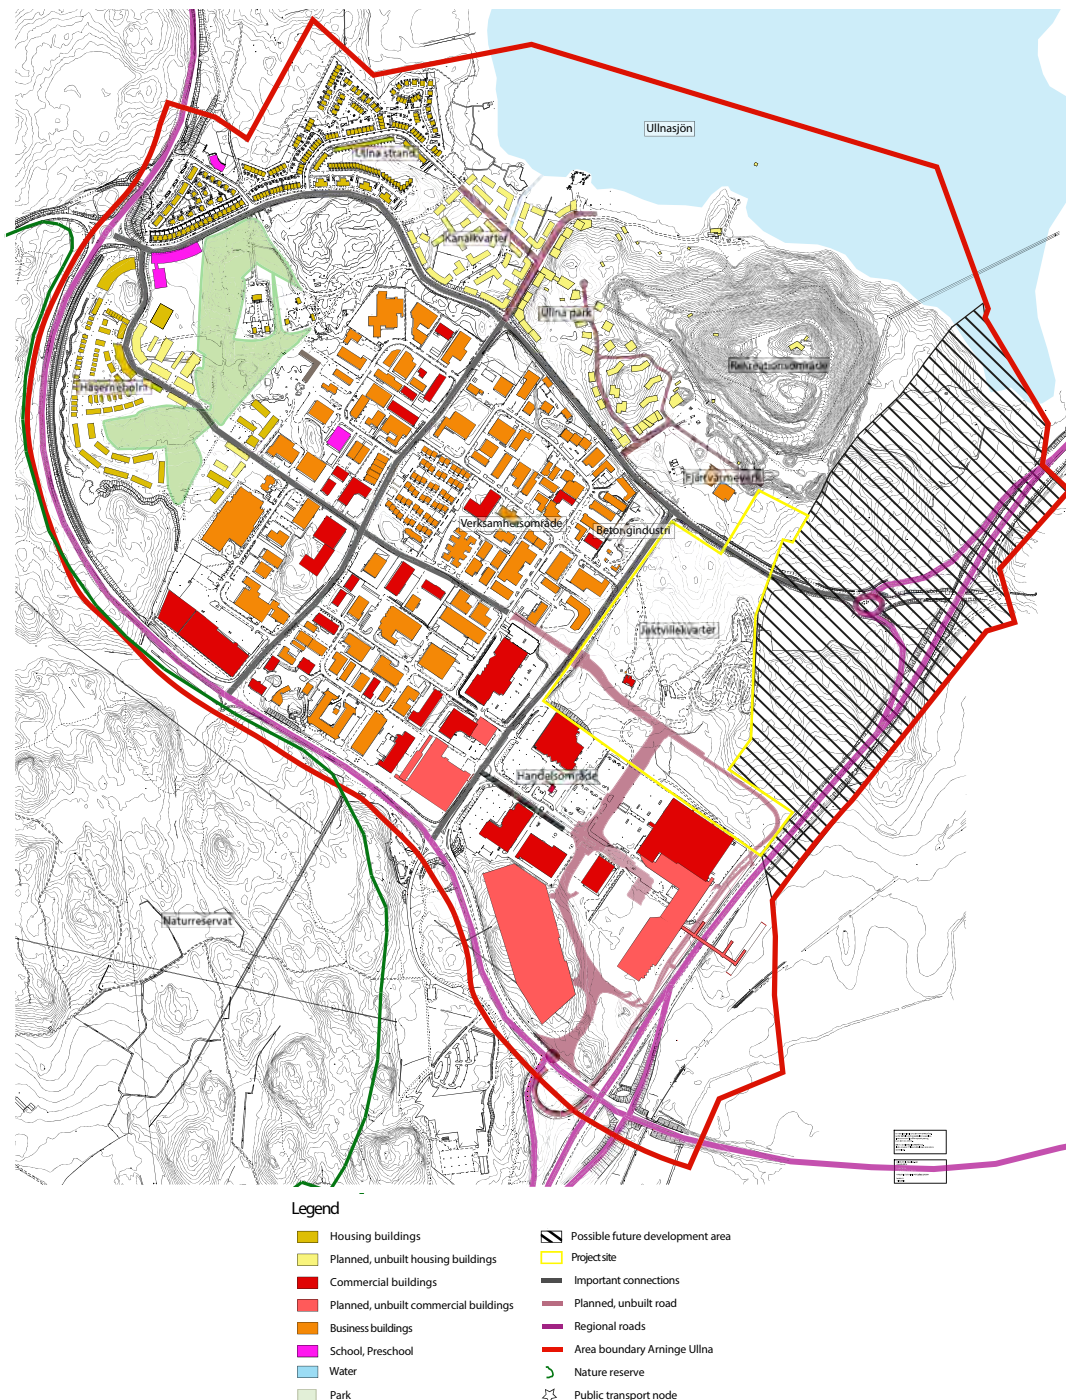 Ullnasjön
Ullna strand
Kanalkvarter
Ullna park
Rekreationsområde
Hägerneholm
Fjärrvärmeverk
Verksamhetsområde
Betongindustri
Jaktvillekvarter
Handelsområde
Naturreservat
Legend
Housing buildings
Planned, unbuilt housing buildings
Commercial buildings
Planned, unbuilt commercial buildings
Business buildings
School, Preschool
Water
Park
Possible future development area
Project site
Important connections
Planned, unbuilt road
Regional roads
Area boundary Arninge Ullna
Nature reserve
Public transport node